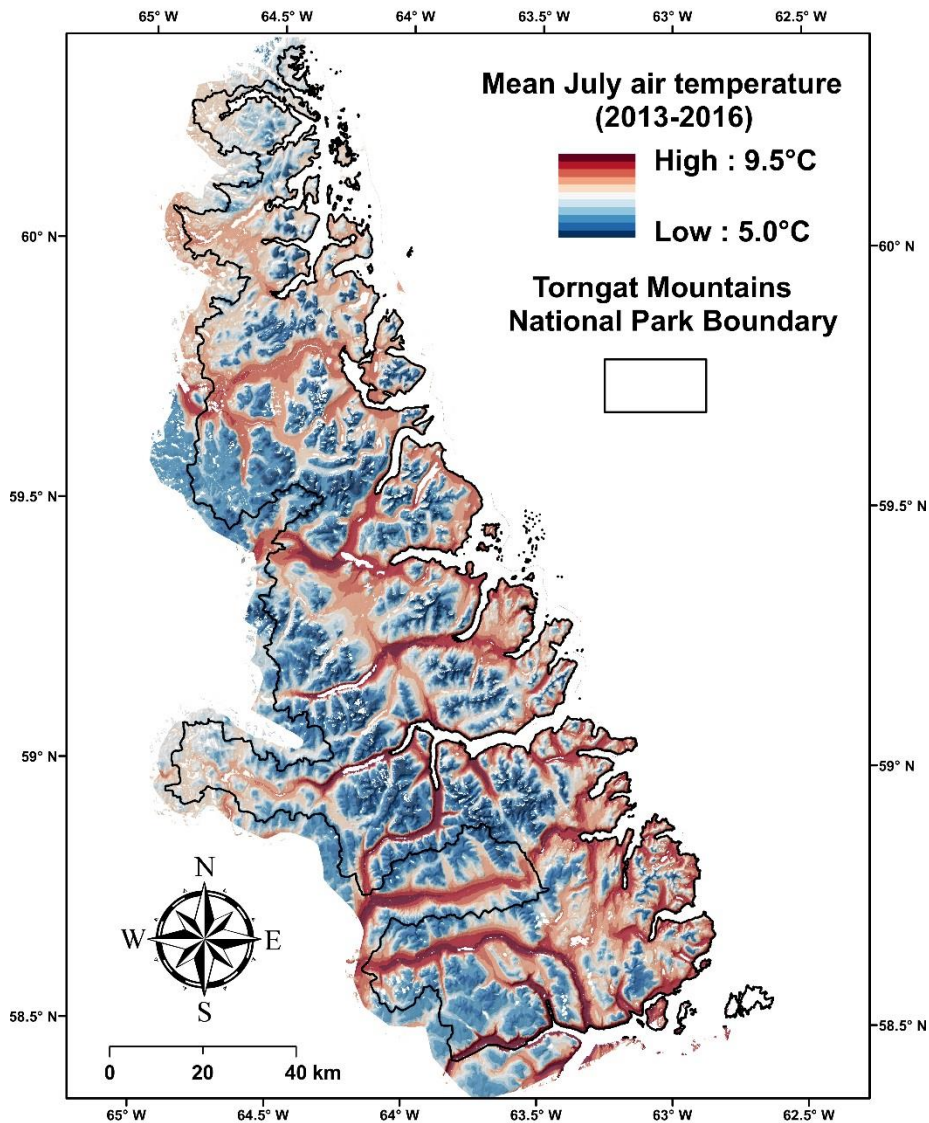 65° W 64.5° W 64° W 63.5° W 63° W 62.5° W
Mean July air temperature
(2013-2016)
High : 9.5°C
Low : 5.0°C
60° N 60° N
Torngat Mountains
National Park Boundary
59.5° N 59.5° N
59° N 59° N
N
W E
S
58.5° N 58.5° N
0 20 40 km
65° W 64.5° W 64° W 63.5° W 63° W 62.5° W